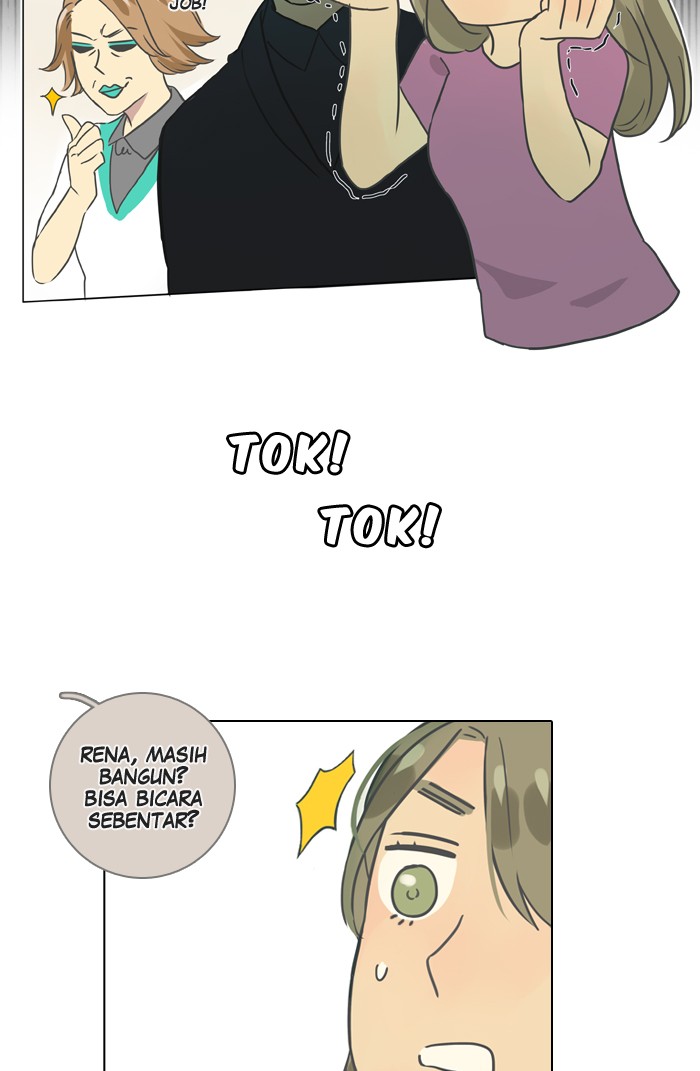 JOB!
TOK!
TOK!
RENA, MASIH
BANGUN?
BISA BICARA
SEBENTAR?